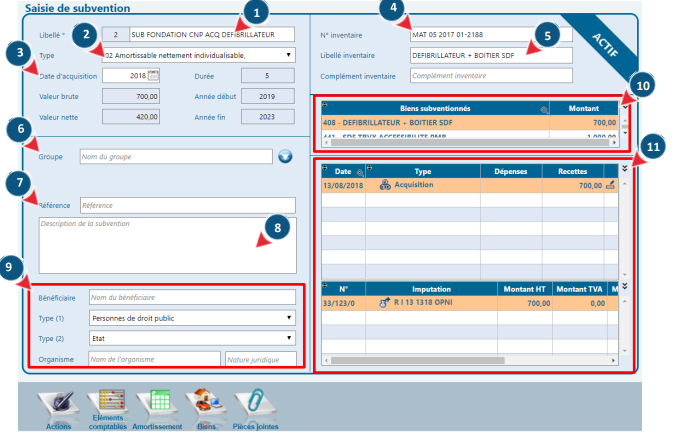 Saisie de subvention
1
Libellé *
2
SUB FONDATION CNP ACQ DEFIBRILLATEUR
2
Type
02 Amortissable nettement individualisable,
3
Date d'acquisition
2018
Durée
5
Valeur brute
700,00
Année début
2019
Valeur nette
420,00
Année fin
2023
6
Groupe
Nom du groupe
7
Référence
Référence
Description de la subvention
8
9
Bénéficiaire
Nom du bénéficiaire
Type (1)
Personnes de droit public
Type (2)
Etat
Organisme
Nom de l'organisme
Nature juridique
4
N° inventaire
MAT 05 2017 01-2188
5
Libellé inventaire
DEFIBRILLATEUR + BOITIER SDF
Complément inventaire
Complément inventaire
ACTIF
10
Biens subventionnés
Montant
408 - DEFIBRILLATEUR + BOITIER SDF
700,00
441 - SDF TRVX ACCESSIBILITE PMR
1 000,00
11
Date
Type
Dépenses
Recettes
13/08/2018
Acquisition
700,00
N°
Imputation
Montant HT
Montant TVA
M
33/123/0
R I 13 1318 OPNI
700,00
0,00
Actions
Eléments comptables
Amortissement
Biens
Pièces jointes